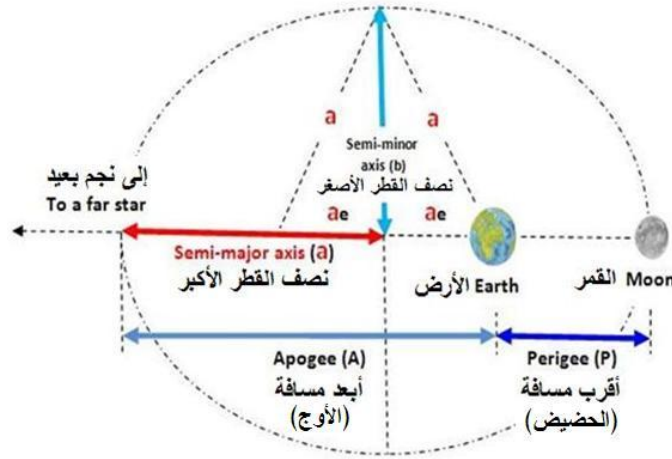 a
a
Semi-minor
axis (b)
نصف القطر الأصغر
إلى نجم بعيد
To a far star
ae
ae
Semi-major axis (a)
نصف القطر الأكبر
الأرض Earth
القمر Moon
Apogee (A)
أبعد مسافة
(الأوج)
Perigee (P)
أقرب مسافة
(الحضيض)